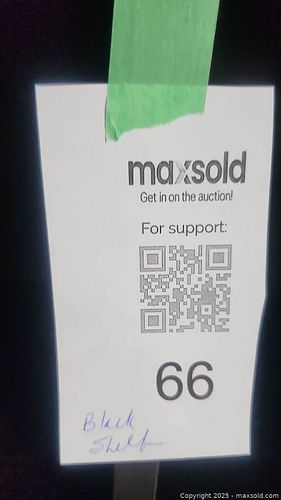 maxsold
Get in on the auction!
For support:
66
Black
Shelf
Copyright 2025 - maxsold.com